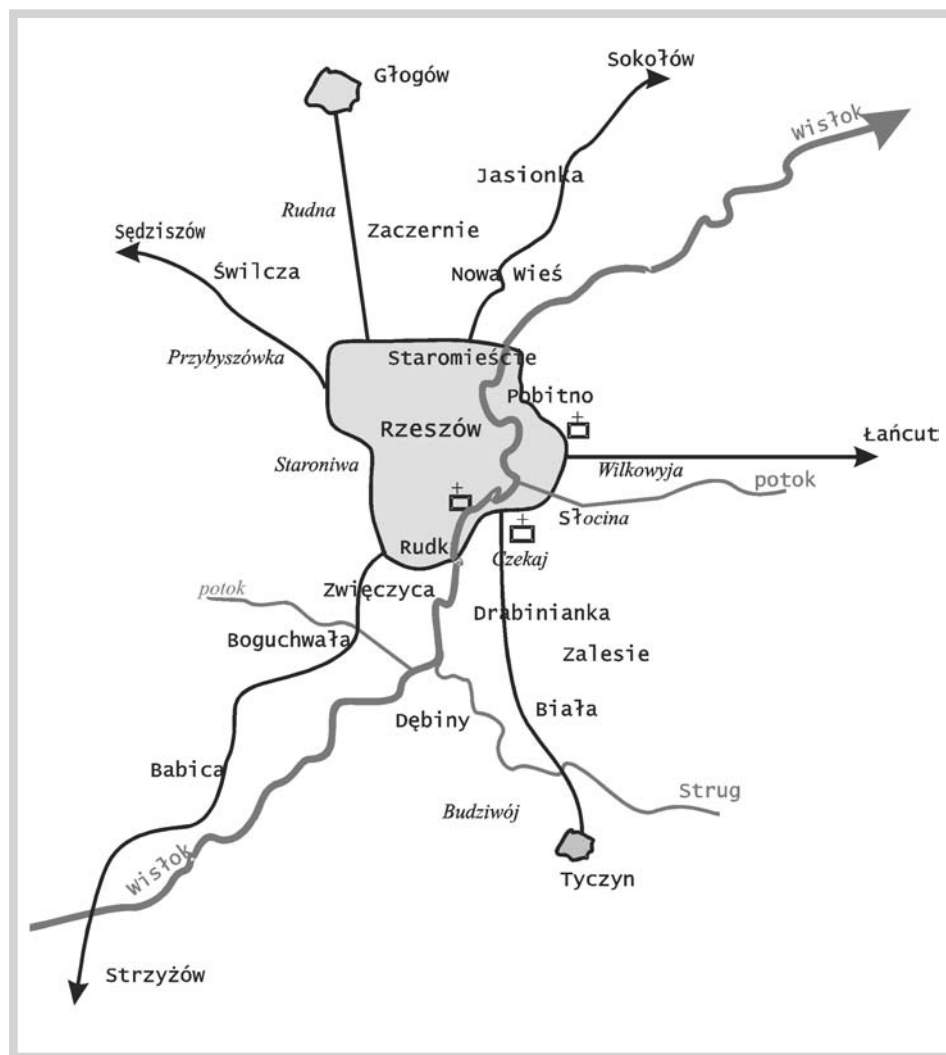 Sokołów
Głogów
Wisłok
Jasionka
Rudna
Zaczernie
Sędziszów
Świlcza
Nowa Wieś
Przybyszówka
Staromieście
Pobitno
Rzeszów
Łańcut
Staroniwa
Wilkowyja
potok
Słocina
Rudki
Czekaj
potok
Zwięczyca
Drabinianka
Boguchwała
Zalesie
Biała
Dębiny
Babica
Strug
Budziwój
Wisłok
Tyczyn
Strzyżów